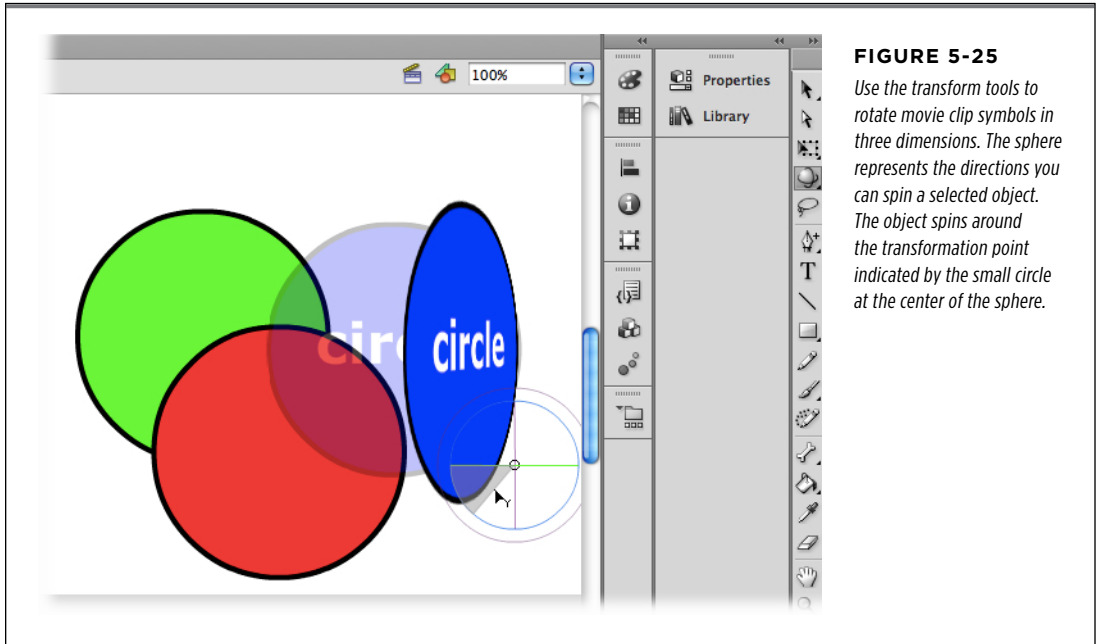 100%
Properties
Library
circ
circle
Y
T
FIGURE 5-25
Use the transform tools to
rotate movie clip symbols in
three dimensions. The sphere
represents the directions you
can spin a selected object.
The object spins around
the transformation point
indicated by the small circle
at the center of the sphere.